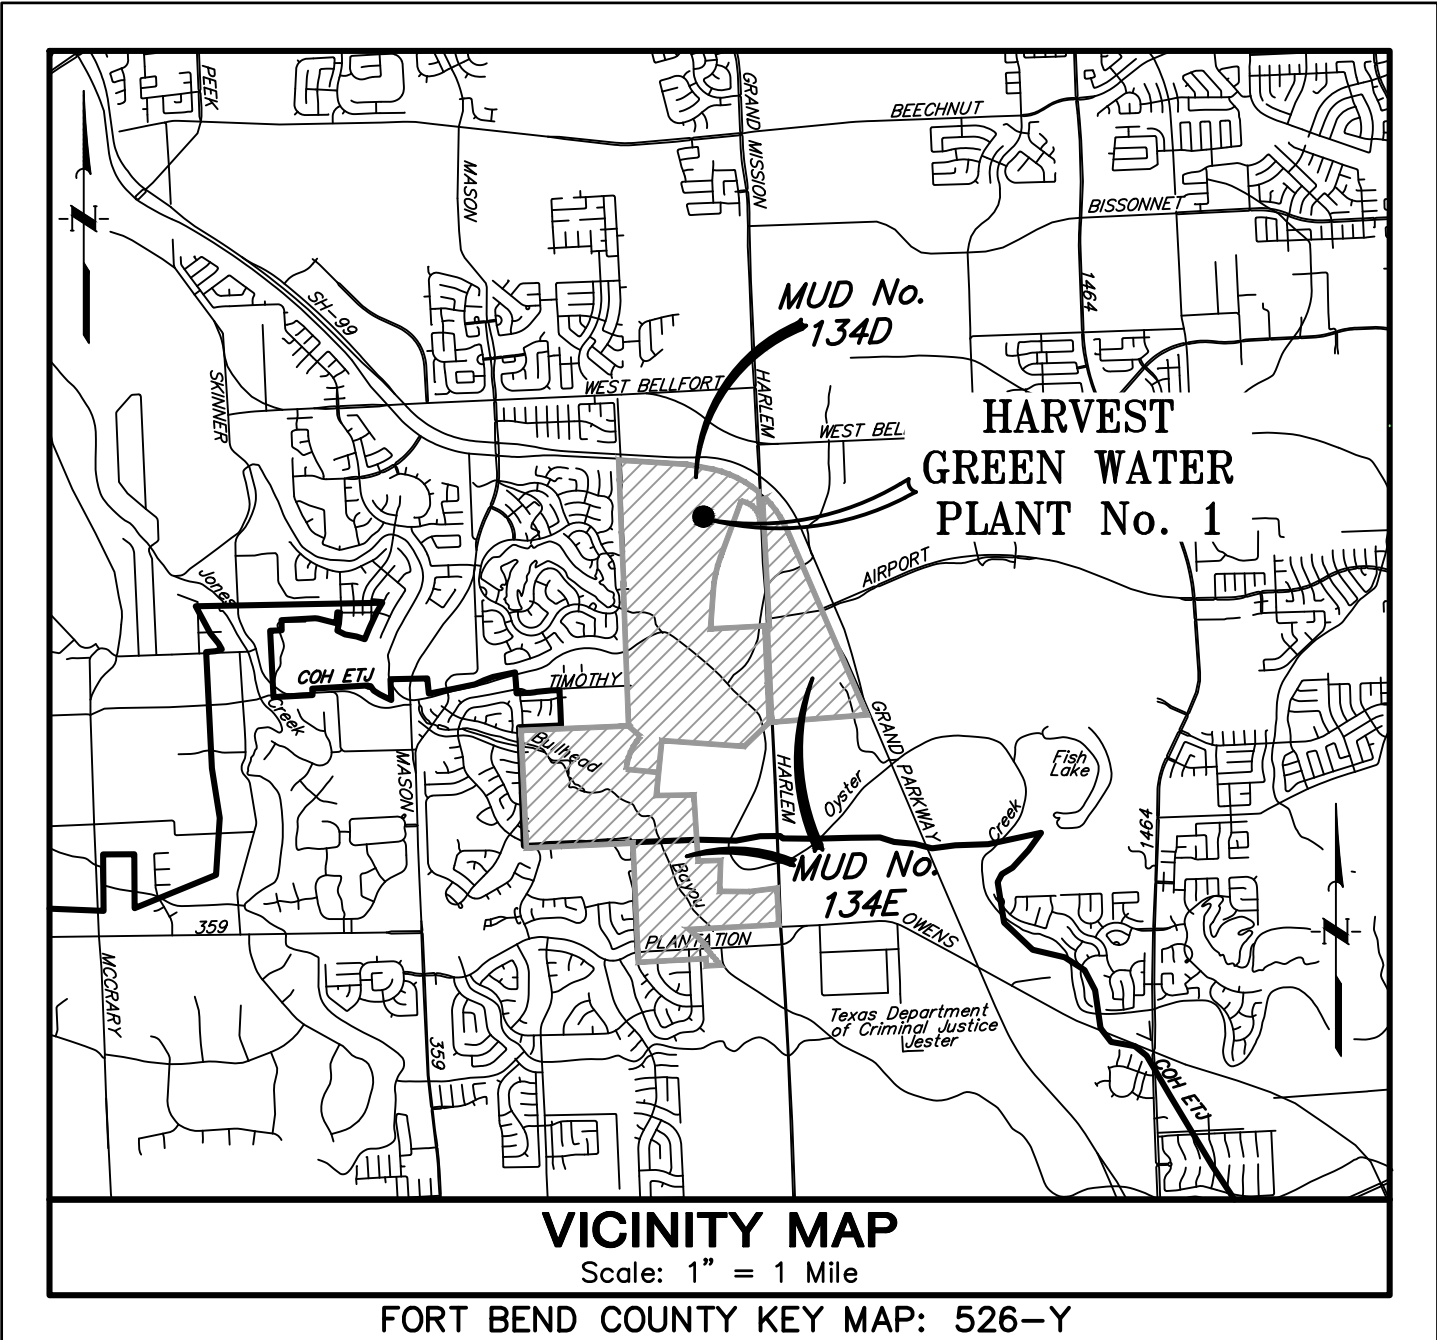 PEEK
GRAND MISSION
BEECHNUT
MASON
BISSONNET
1464
MUD No.
134D
SH-99
SKINNER
WEST BELLFORT
HARLEM
WEST BEL
HARVEST
GREEN WATER
PLANT No. 1
AIRPORT
Jones
COH ETJ
TIMOTHY
Creek
GRAND PARKWAY
Bullhead
MASON
HARLEM
Oyster
Fish
Lake
Creek
1464
MUD No.
134E
Bayou
359
PLANTATION
OWENS
MCCRARY
Texas Department
of Criminal Justice
Jester
359
COH ETJ
N
N
VICINITY MAP
Scale: 1" = 1 Mile
FORT BEND COUNTY KEY MAP: 526-Y